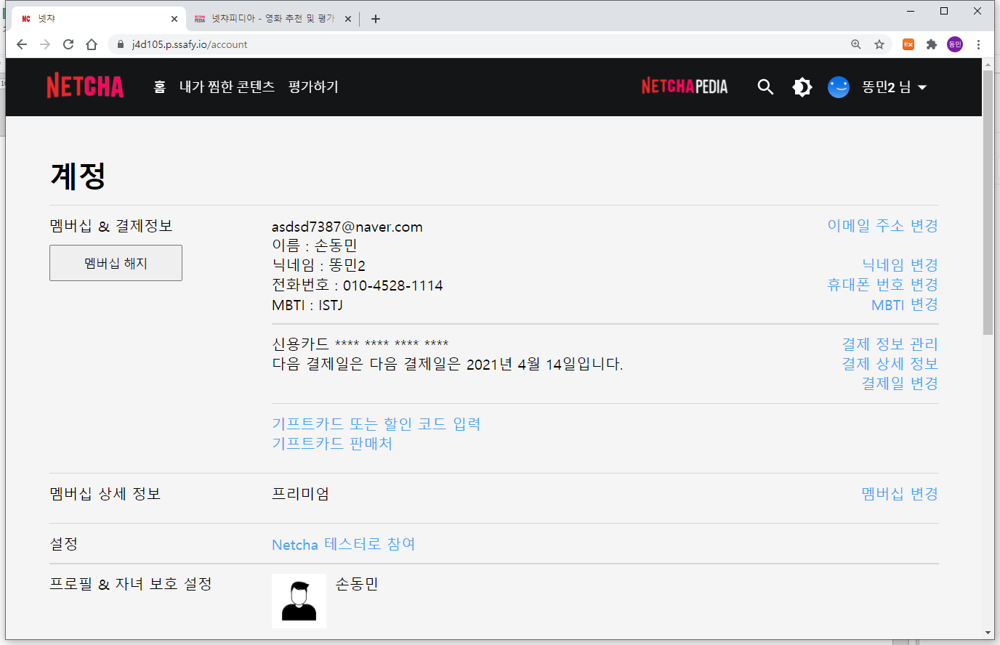 NC 넷챠
NETCHA PEDIA 넷챠피디아 - 영화 추천 및 평가
j4d105.p.ssafy.io/account
EX
동민
NETCHA 홈 내가 찜한 콘텐츠 평가하기 NETCHAPEDIA 똥민2 님
계정
멤버십 & 결제정보
멤버십 해지
asdsd7387@naver.com 이메일 주소 변경
이름 : 손동민
닉네임 : 똥민2 닉네임 변경
전화번호 : 010-4528-1114 휴대폰 번호 변경
MBTI : ISTJ MBTI 변경
신용카드 **** **** **** **** 결제 정보 관리
다음 결제일은 다음 결제일은 2021년 4월 14일입니다. 결제 상세 정보
결제일 변경
기프트카드 또는 할인 코드 입력
기프트카드 판매처
멤버십 상세 정보 프리미엄 멤버십 변경
설정 Netcha 테스터로 참여
프로필 & 자녀 보호 설정 손동민